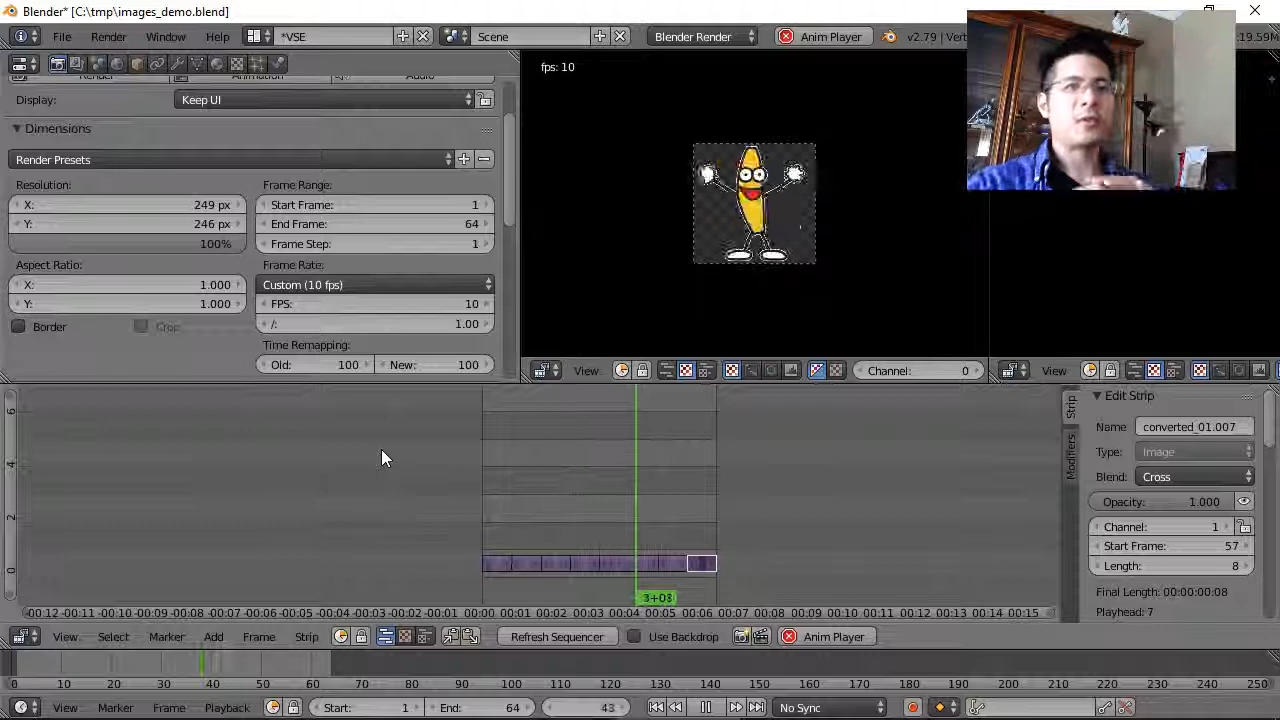 Blender* [C:\tmp\images_demo.blend]
File Render Window Help *VSE Scene Blender Render Anim Player v2.79 | Vert 19.59M
fps: 10
Display: Keep UI
Dimensions
Render Presets
Resolution: Frame Range:
X: 249 px Start Frame: 1
Y: 246 px End Frame: 64
100% Frame Step: 1
Aspect Ratio: Frame Rate:
X: 1.000 Custom (10 fps)
Y: 1.000 FPS: 10
Border Crop /: 1.00
Time Remapping:
Old: 100 New: 100
View Channel: 0 View
6
4
2
0
Strip
Modifiers
Edit Strip
Name converted_01.007
Type: Image
Blend: Cross
Opacity: 1.000
Channel: 1
Start Frame: 57
Length: 8
Final Length: 00:00:00:08
Playhead: 7
3+03
-00:12 -00:11 -00:10 -00:09 -00:08 -00:07 -00:06 -00:05 -00:04 -00:03 -00:02 -00:01 00:00 00:01 00:02 00:03 00:04 00:05 00:06 00:07 00:08 00:09 00:10 00:11 00:12 00:13 00:14 00:15
View Select Marker Add Frame Strip Refresh Sequencer Use Backdrop Anim Player
0 10 20 30 40 50 60 70 80 90 100 110 120 130 140 150 160 170 180 190 200 210 220 230 240 250
View Marker Frame Playback Start: 1 End: 64 43 No Sync